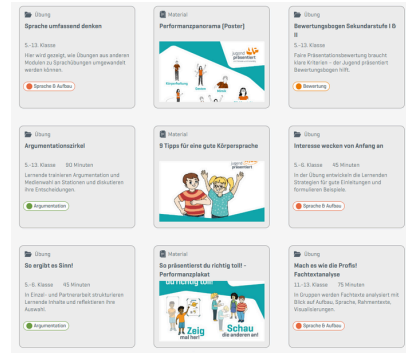 Übung
Sprache umfassend denken
5.-13. Klasse
Hier wird gezeigt, wie Übungen aus anderen
Modulen zu Sprachübungen umgewandelt
werden können.
Sprache & Aufbau
Material
Performanzpanorama (Poster)
jugend
präsentiert
Übung
Bewertungsbogen Sekundarstufe I &
II
5.-13. Klasse
Faire Präsentationsbewertung braucht
klare Kriterien - der Jugend präsentiert
Bewertungsbogen hilft.
Bewertung
Übung
Argumentationszirkel
5.-13. Klasse 90 Minuten
Lernende trainieren Argumentation und
Medienwahl an Stationen und diskutieren
ihre Entscheidungen.
Argumentation
Material
9 Tipps für eine gute Körpersprache
jugend
präsentiert
Übung
Interesse wecken von Anfang an
5.-6. Klasse 45 Minuten
In der Übung entwickeln die Lernenden
Strategien für gute Einleitungen und
formulieren Beispiele.
Sprache & Aufbau
Übung
So ergibt es Sinn!
5.-6. Klasse 45 Minuten
In Einzel- und Partnerarbeit strukturieren
Lernende Inhalte und reflektieren ihre
Auswahl.
Argumentation
Material
So präsentierst du richtig toll! -
Performanzplakat
richtig toll!
Zeig
mal her!
Schau
die anderen an!
Übung
Mach es wie die Profis!
Fachtextanalyse
11.-13. Klasse 75 Minuten
In Gruppen werden Fachtexte analysiert mit
Blick auf Aufbau, Sprache, Rahmentexte,
Visualisierungen.
Sprache & Aufbau